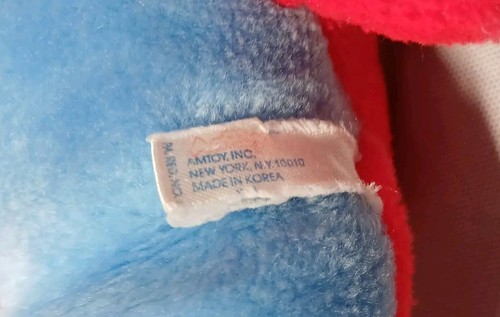 AMTOY, INC.
NEW YORK, N.Y. 10010
MADE IN KOREA